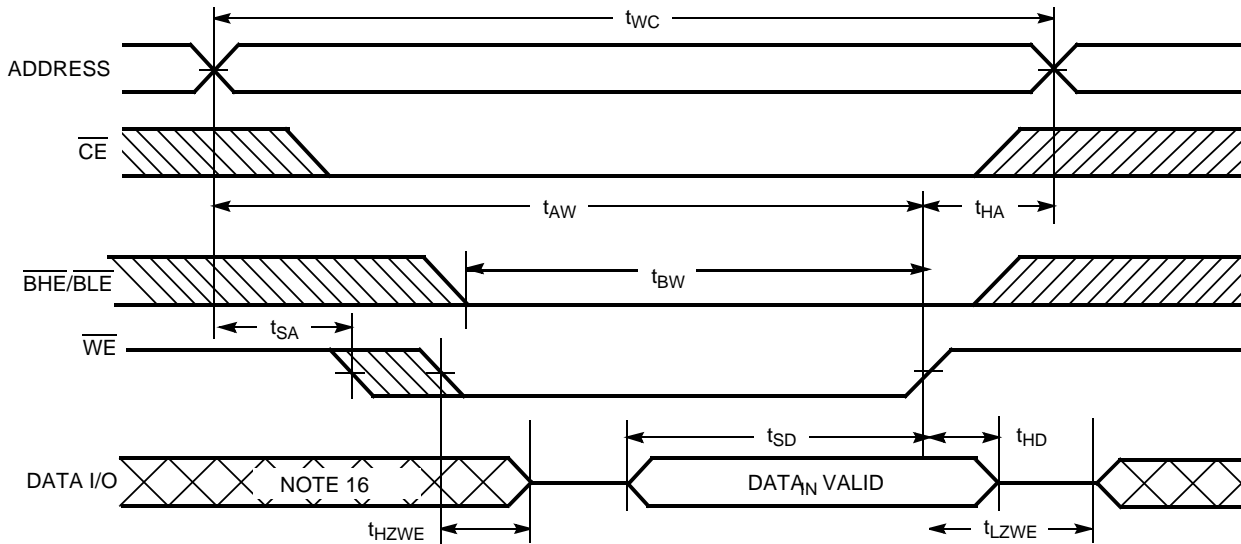 tWC
ADDRESS
CE
tAW
tHA
BHE/BLE
tBW
tSA
WE
tSD
tHD
DATA I/O
NOTE 16
DATAIN VALID
tHZWE
tLZWE